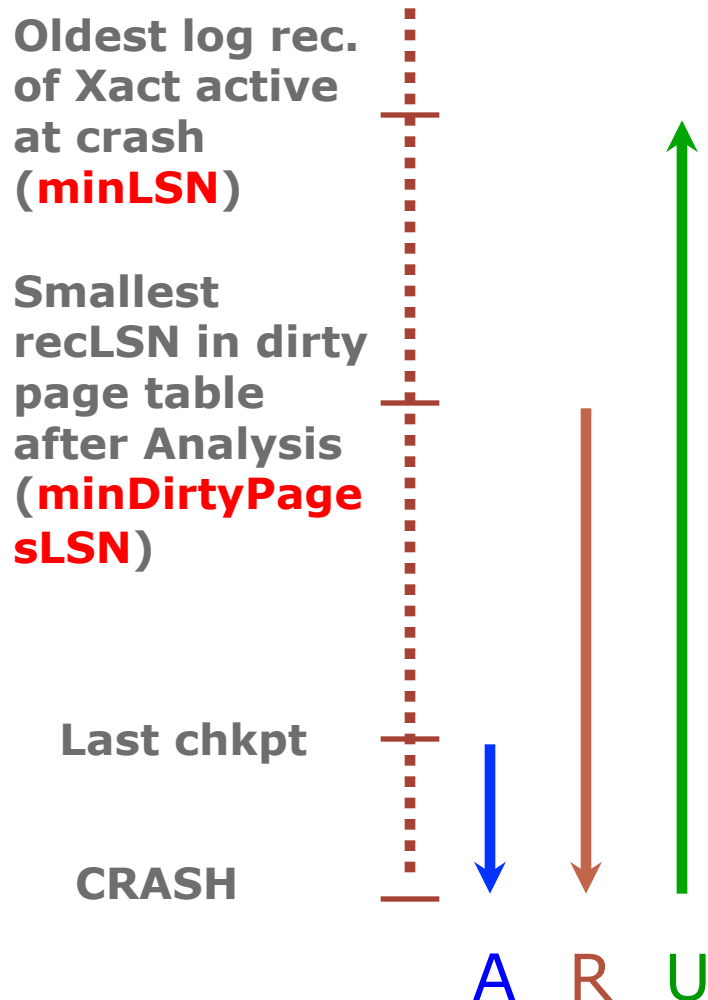 Oldest log rec.
of Xact active
at crash
(minLSN)
Smallest
recLSN in dirty
page table
after Analysis
(minDirtyPage
sLSN)
Last chkpt
CRASH
A R U